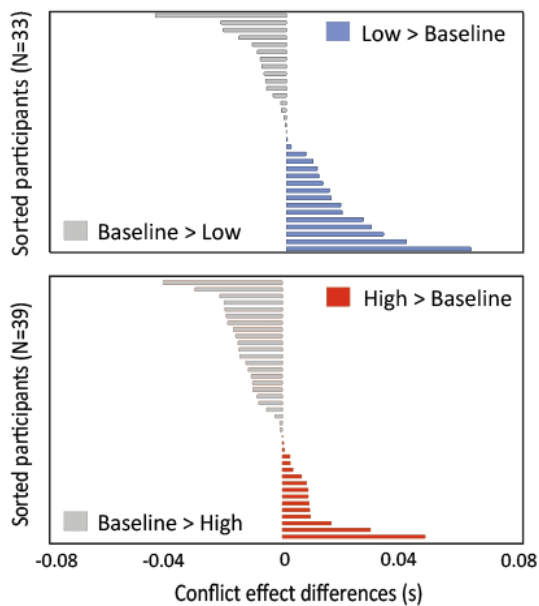 Sorted participants (N=33)
Low > Baseline
Baseline > Low
Sorted participants (N=39)
High > Baseline
Baseline > High
-0.08 -0.04 0 0.04 0.08
Conflict effect differences (s)